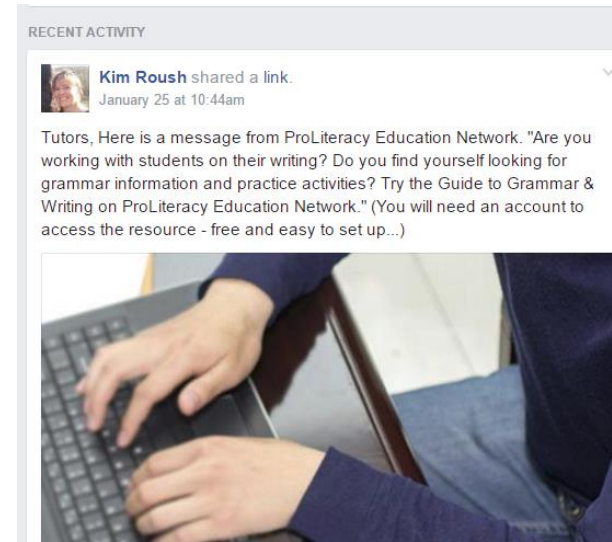 RECENT ACTIVITY
Kim Roush shared a link.
January 25 at 10:44am
Tutors, Here is a message from ProLiteracy Education Network. "Are you
working with students on their writing? Do you find yourself looking for
grammar information and practice activities? Try the Guide to Grammar &
Writing on ProLiteracy Education Network." (You will need an account to
access the resource - free and easy to set up...)